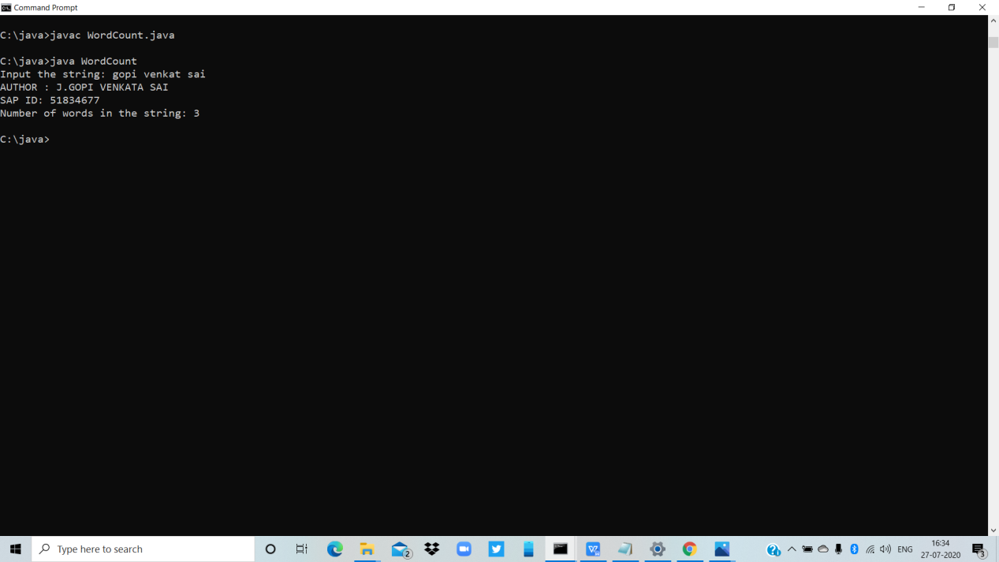 Command Prompt
C:\java>javac WordCount.java
C:\java>java WordCount
Input the string: gopi venkat sai
AUTHOR : J.GOPI VENKATA SAI
SAP ID: 51834677
Number of words in the string: 3
C:\java>
Type here to search
2
ENG
16:34
27-07-2020
3